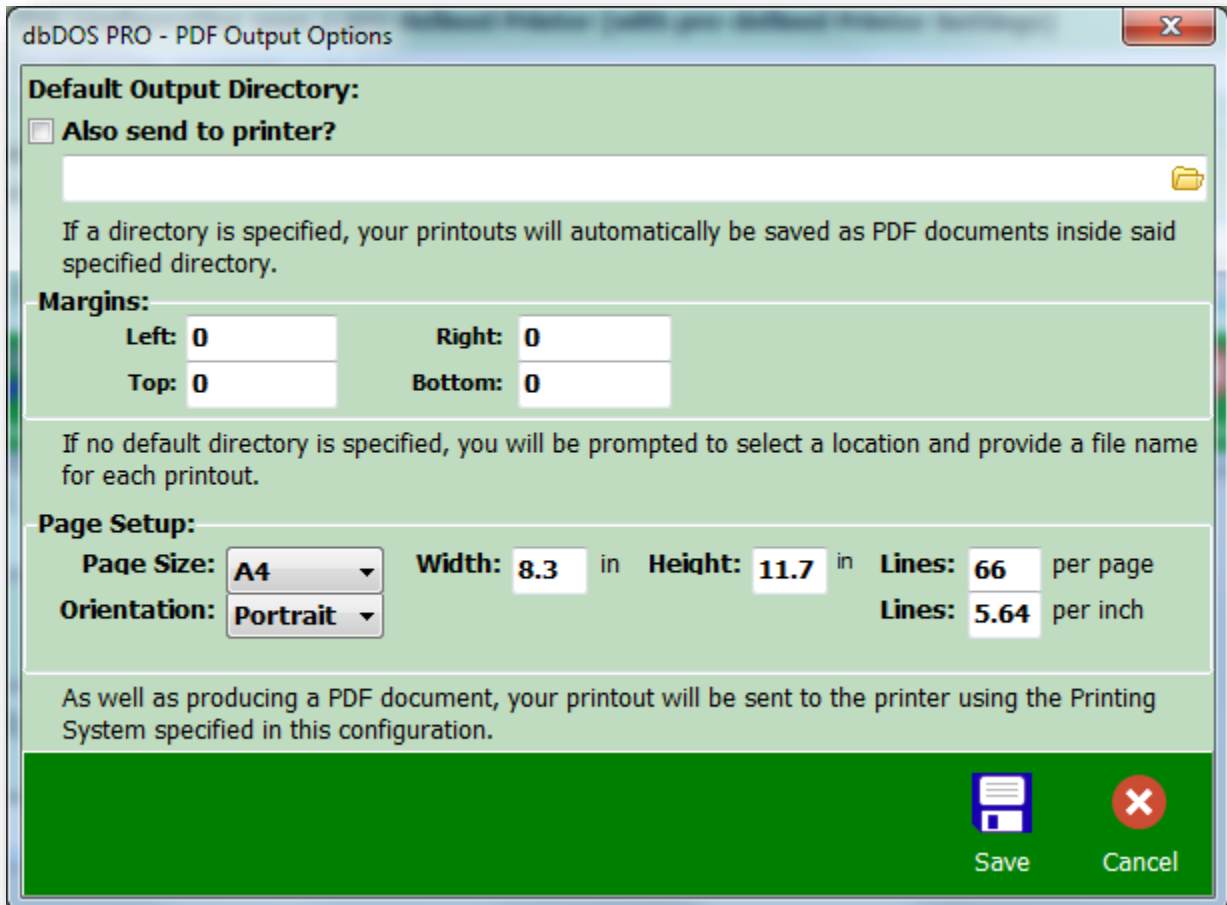 dbDOS PRO - PDF Output Options
Default Output Directory:
Also send to printer?
If a directory is specified, your printouts will automatically be saved as PDF documents inside said
specified directory.
Margins:
Left: 0 Right: 0
Top: 0 Bottom: 0
If no default directory is specified, you will be prompted to select a location and provide a file name
for each printout.
Page Setup:
Page Size: A4 Width: 8.3 in Height: 11.7 in Lines: 66 per page
Orientation: Portrait Lines: 5.64 per inch
As well as producing a PDF document, your printout will be sent to the printer using the Printing
System specified in this configuration.
Save Cancel